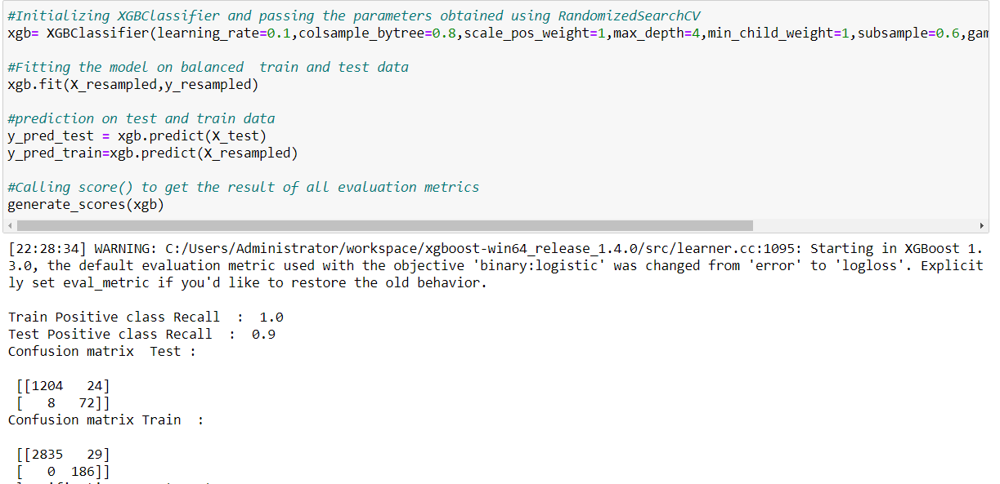 #Initializing XGBClassifier and passing the parameters obtained using RandomizedSearchCV
xgb= XGBClassifier(learning_rate=0.1,colsample_bytree=0.8,scale_pos_weight=1,max_depth=4,min_child_weight=1,subsample=0.6,gam
#Fitting the model on balanced  train and test data
xgb.fit(X_resampled,y_resampled)
#prediction on test and train data
y_pred_test = xgb.predict(X_test)
y_pred_train=xgb.predict(X_resampled)
#Calling score() to get the result of all evaluation metrics
generate_scores(xgb)
[22:28:34] WARNING: C:/Users/Administrator/workspace/xgboost-win64_release_1.4.0/src/learner.cc:1095: Starting in XGBoost 1.
3.0, the default evaluation metric used with the objective 'binary:logistic' was changed from 'error' to 'logloss'. Explicit
ly set eval_metric if you'd like to restore the old behavior.
Train Positive class Recall  :  1.0
Test Positive class Recall  :  0.9
Confusion matrix  Test :
[[1204   24]
[   8   72]]
Confusion matrix Train  :
[[2835   29]
[   0  186]]